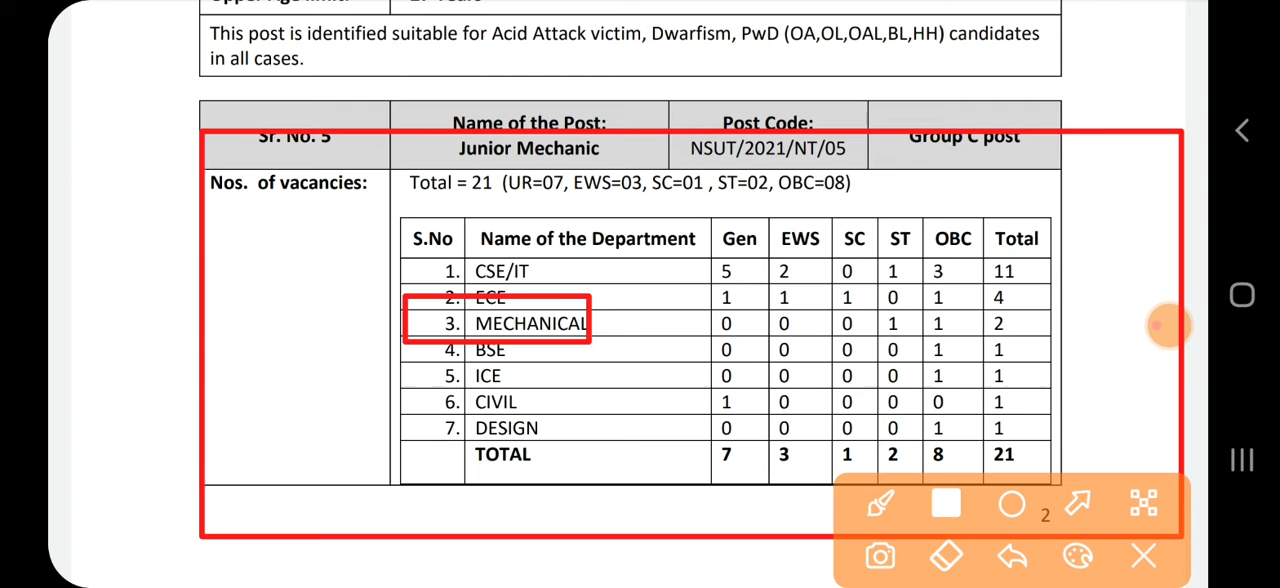 This post is identified suitable for Acid Attack victim, Dwarfism, PwD (OA,OL,OAL,BL,HH) candidates
in all cases.
Sr. No. 5 Name of the Post: Junior Mechanic Post Code: NSUT/2021/NT/05 Group C post
Nos. of vacancies: Total = 21 (UR=07, EWS=03, SC=01 , ST=02, OBC=08)
S.No Name of the Department Gen EWS SC ST OBC Total
1. CSE/IT 5 2 0 1 3 11
2. ECE 1 1 1 0 1 4
3. MECHANICAL 0 0 0 1 1 2
4. BSE 0 0 0 0 1 1
5. ICE 0 0 0 0 1 1
6. CIVIL 1 0 0 0 0 1
7. DESIGN 0 0 0 0 1 1
TOTAL 7 3 1 2 8 21
2